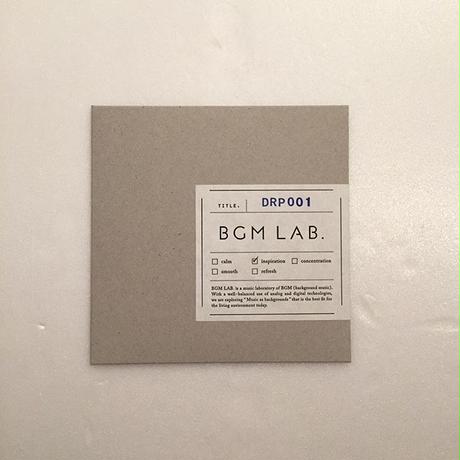 TITLE. DRP001
BGM LAB.
calm inspiration concentration
smooth refresh
BGM LAB. is a music laboratory of BGM (background music).
With a well-balanced use of analog and digital technologies,
we are exploring "Music as backgrounds" that is the best fit for
the living environment today.